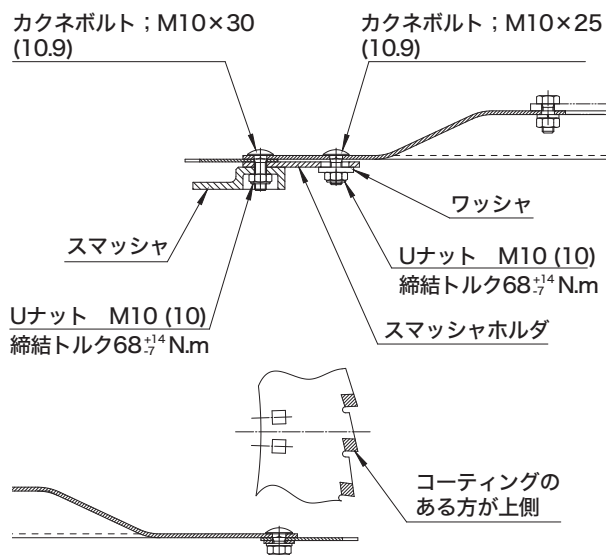 カクネボルト；M10×30
(10.9)
カクネボルト；M10×25
(10.9)
ワッシャ
スマッシャ
Uナット　M10 (10)
締結トルク68+14-7 N.m
Uナット　M10 (10)
締結トルク68+14-7 N.m
スマッシャホルダ
コーティングの
ある方が上側